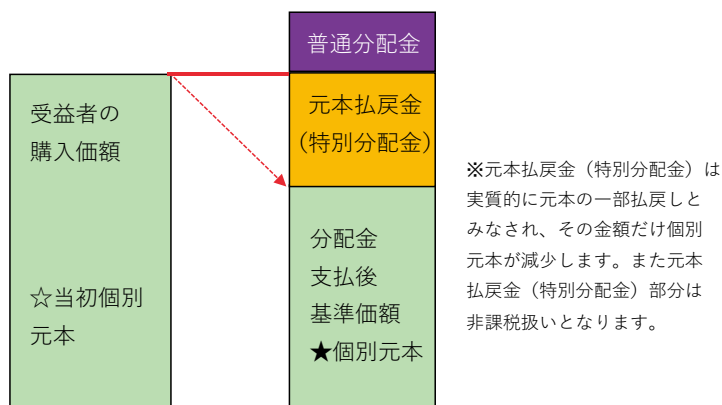 普通分配金
受益者の
購入価額
☆当初個別
元本
元本払戻金
（特別分配金）
分配金
支払後
基準価額
★個別元本
※元本払戻金（特別分配金）は
実質的に元本の一部払戻しと
みなされ、その金額だけ個別
元本が減少します。また元本
払戻金（特別分配金）部分は
非課税扱いとなります。